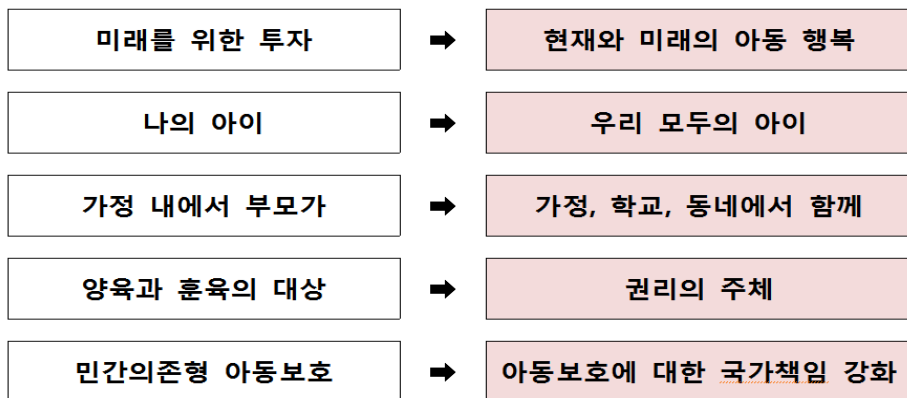 미래를 위한 투자 ➡ 현재와 미래의 아동 행복
나의 아이 ➡ 우리 모두의 아이
가정 내에서 부모가 ➡ 가정, 학교, 동네에서 함께
양육과 훈육의 대상 ➡ 권리의 주체
민간의존형 아동보호 ➡ 아동보호에 대한 국가책임 강화